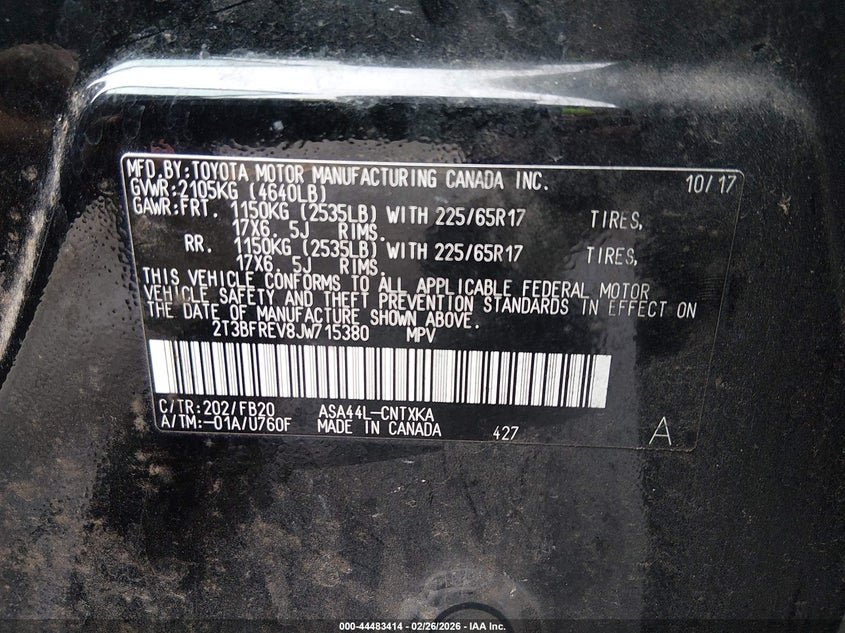 MFD.BY:TOYOTA MOTOR MANUFACTURING CANADA INC. 10/17
GVWR:2105KG (4640LB)
GAWR:FRT. 1150KG (2535LB) WITH 225/65R17 TIRES,
17X6. 5J RIMS.
RR. 1150KG (2535LB) WITH 225/65R17 TIRES,
17X6. 5J RIMS.
THIS VEHICLE CONFORMS TO ALL APPLICABLE FEDERAL MOTOR
VEHICLE SAFETY AND THEFT PREVENTION STANDARDS IN EFFECT ON
THE DATE OF MANUFACTURE SHOWN ABOVE.
2T3BFREV8JW715380 MPV
C/TR:202/FB20 ASA44L-CNTXKA
A/TM:-01A/U760F MADE IN CANADA 427 A
000-44483414 - 02/26/2026 - IAA Inc.